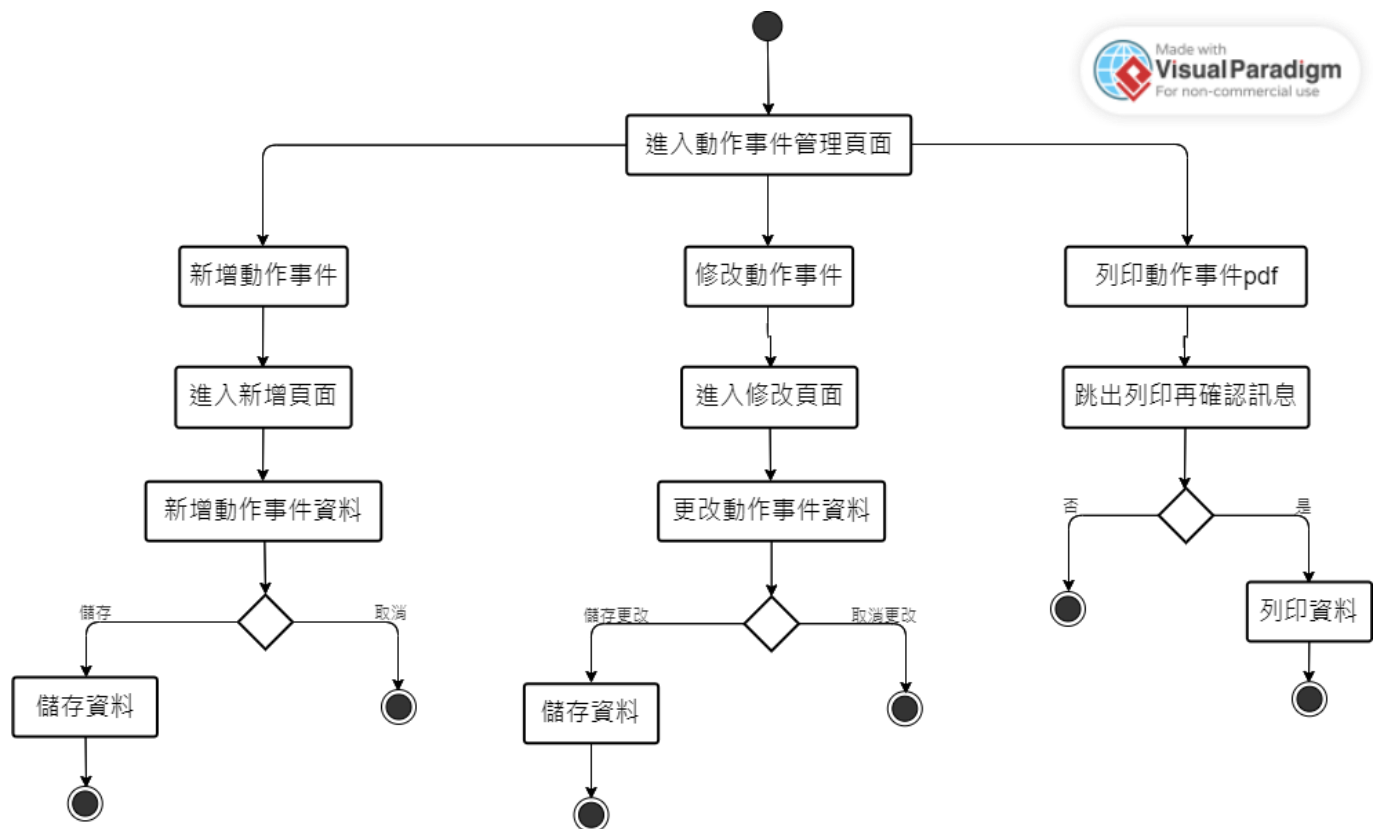 Made with
Visual Paradigm
For non-commercial use
進入動作事件管理頁面
新增動作事件
修改動作事件
列印動作事件pdf
進入新增頁面
進入修改頁面
跳出列印再確認訊息
新增動作事件資料
更改動作事件資料
否
是
儲存
取消
儲存更改
取消更改
列印資料
儲存資料
儲存資料